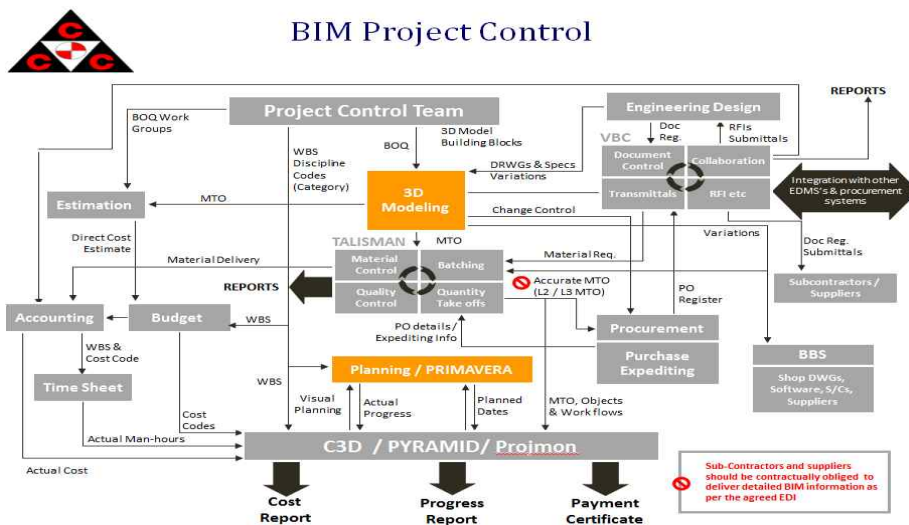 BIM Project Control
C
C
C
Project Control Team
Engineering Design
REPORTS
BOQ Work
Groups
WBS
Discipline
Codes
(Category)
BOQ
3D Model
Building Blocks
DRWGs & Specs
Variations
Doc
Reg.
RFIs
Submittals
VBC
Document
Control
Collaboration
Transmittals
RFI etc
Integration with other
EDMS's & procurement
systems
3D
Modeling
MTO
Estimation
Change Control
Variations
Doc Reg.
Submittals
Direct Cost
Estimate
TALISMAN
MTO
Material Delivery
Material
Control
Batching
Quality
Control
Quantity
Take offs
Material Req.
REPORTS
Accurate MTO
(L2 / L3 MTO)
PO
Register
Subcontractors /
Suppliers
Accounting
Budget
WBS
PO details/
Expediting Info
Procurement
Purchase
Expediting
BBS
Shop DWGs,
Software, S/Cs,
Suppliers
WBS &
Cost Code
Time Sheet
WBS
Planning / PRIMAVERA
Visual
Planning
Actual
Progress
Planned
Dates
MTO, Objects
& Work flows
Cost
Codes
Actual Man-hours
Actual Cost
C3D / PYRAMID/ Projmon
Cost
Report
Progress
Report
Payment
Certificate
Sub-Contractors and suppliers
should be contractually obliged to
deliver detailed BIM information as
per the agreed EDI